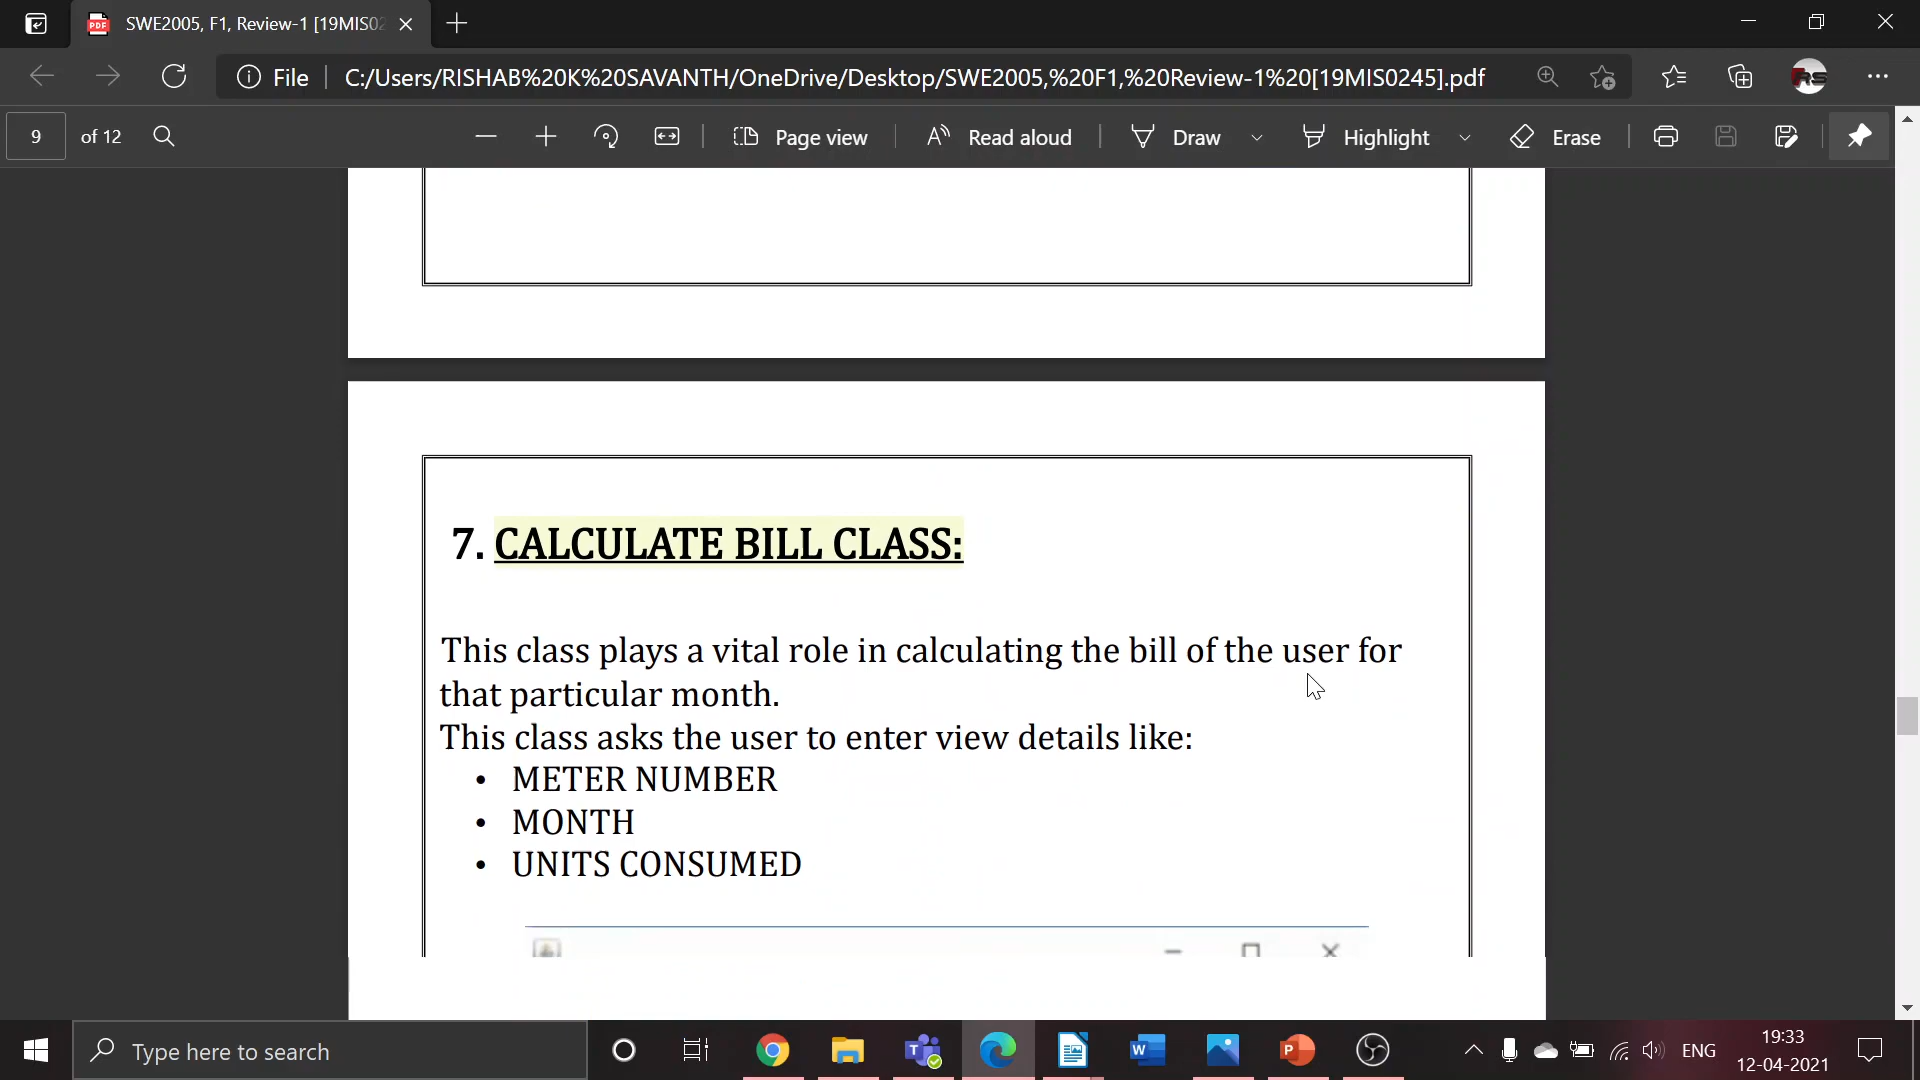 SWE2005, F1, Review-1 [19MIS02
File
C:/Users/RISHAB%20K%20SAVANTH/OneDrive/Desktop/SWE2005,%20F1,%20Review-1%20[19MIS0245].pdf
RS
9 of 12
Page view
Read aloud
Draw
Highlight
Erase
7. CALCULATE BILL CLASS:
This class plays a vital role in calculating the bill of the user for
that particular month.
This class asks the user to enter view details like:
• METER NUMBER
• MONTH
• UNITS CONSUMED
Type here to search
ENG
19:33
12-04-2021